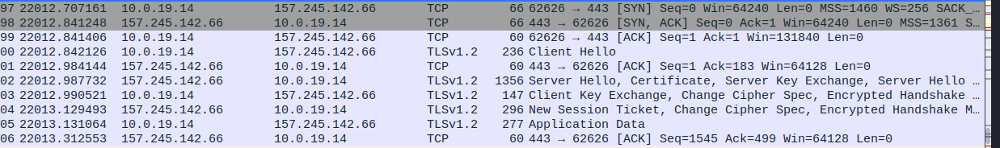 97 22012.707161 10.0.19.14 157.245.142.66 TCP 66 62626 → 443 [SYN] Seq=0 Win=64240 Len=0 MSS=1460 WS=256 SACK_…
98 22012.841248 157.245.142.66 10.0.19.14 TCP 66 443 → 62626 [SYN, ACK] Seq=0 Ack=1 Win=64240 Len=0 MSS=1361 S…
99 22012.841406 10.0.19.14 157.245.142.66 TCP 60 62626 → 443 [ACK] Seq=1 Ack=1 Win=131840 Len=0
00 22012.842126 10.0.19.14 157.245.142.66 TLSv1.2 236 Client Hello
01 22012.984144 157.245.142.66 10.0.19.14 TCP 60 443 → 62626 [ACK] Seq=1 Ack=183 Win=64128 Len=0
02 22012.987732 157.245.142.66 10.0.19.14 TLSv1.2 1356 Server Hello, Certificate, Server Key Exchange, Server Hello …
03 22012.990521 10.0.19.14 157.245.142.66 TLSv1.2 147 Client Key Exchange, Change Cipher Spec, Encrypted Handshake …
04 22013.129493 157.245.142.66 10.0.19.14 TLSv1.2 296 New Session Ticket, Change Cipher Spec, Encrypted Handshake M…
05 22013.131064 10.0.19.14 157.245.142.66 TLSv1.2 277 Application Data
06 22013.312553 157.245.142.66 10.0.19.14 TCP 60 443 → 62626 [ACK] Seq=1545 Ack=499 Win=64128 Len=0